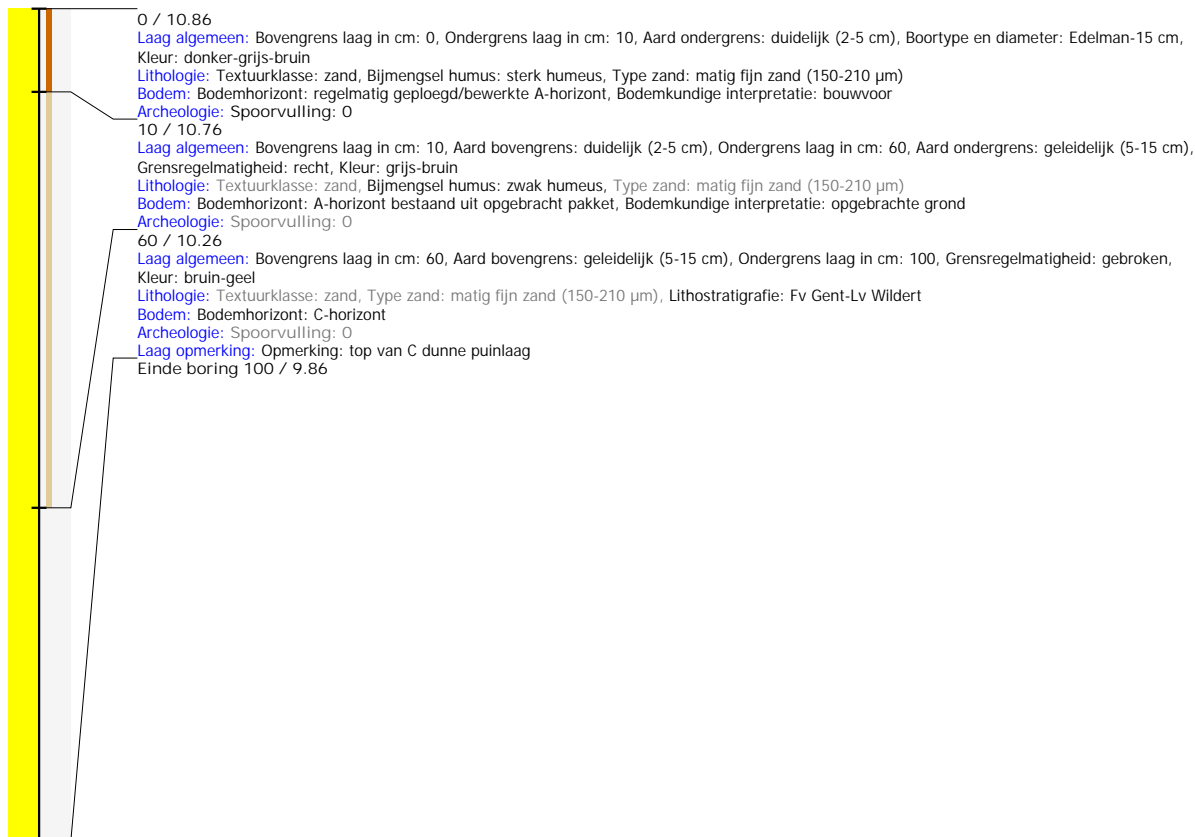 0 / 10.86
Laag algemeen: Bovengrens laag in cm: 0, Ondergrens laag in cm: 10, Aard ondergrens: duidelijk (2-5 cm), Boortype en diameter: Edelman-15 cm,
Kleur: donker-grijs-bruin
Lithologie: Textuurklasse: zand, Bijmengsel humus: sterk humeus, Type zand: matig fijn zand (150-210 µm)
Bodem: Bodemhorizont: regelmatig geploegd/bewerkte A-horizont, Bodemkundige interpretatie: bouwvoor
Archeologie: Spoorvulling: 0
10 / 10.76
Laag algemeen: Bovengrens laag in cm: 10, Aard bovengrens: duidelijk (2-5 cm), Ondergrens laag in cm: 60, Aard ondergrens: geleidelijk (5-15 cm),
Grensregelmatigheid: recht, Kleur: grijs-bruin
Lithologie: Textuurklasse: zand, Bijmengsel humus: zwak humeus, Type zand: matig fijn zand (150-210 µm)
Bodem: Bodemhorizont: A-horizont bestaand uit opgebracht pakket, Bodemkundige interpretatie: opgebrachte grond
Archeologie: Spoorvulling: 0
60 / 10.26
Laag algemeen: Bovengrens laag in cm: 60, Aard bovengrens: geleidelijk (5-15 cm), Ondergrens laag in cm: 100, Grensregelmatigheid: gebroken,
Kleur: bruin-geel
Lithologie: Textuurklasse: zand, Type zand: matig fijn zand (150-210 µm), Lithostratigrafie: Fv Gent-Lv Wildert
Bodem: Bodemhorizont: C-horizont
Archeologie: Spoorvulling: 0
Laag opmerking: Opmerking: top van C dunne puinlaag
Einde boring 100 / 9.86